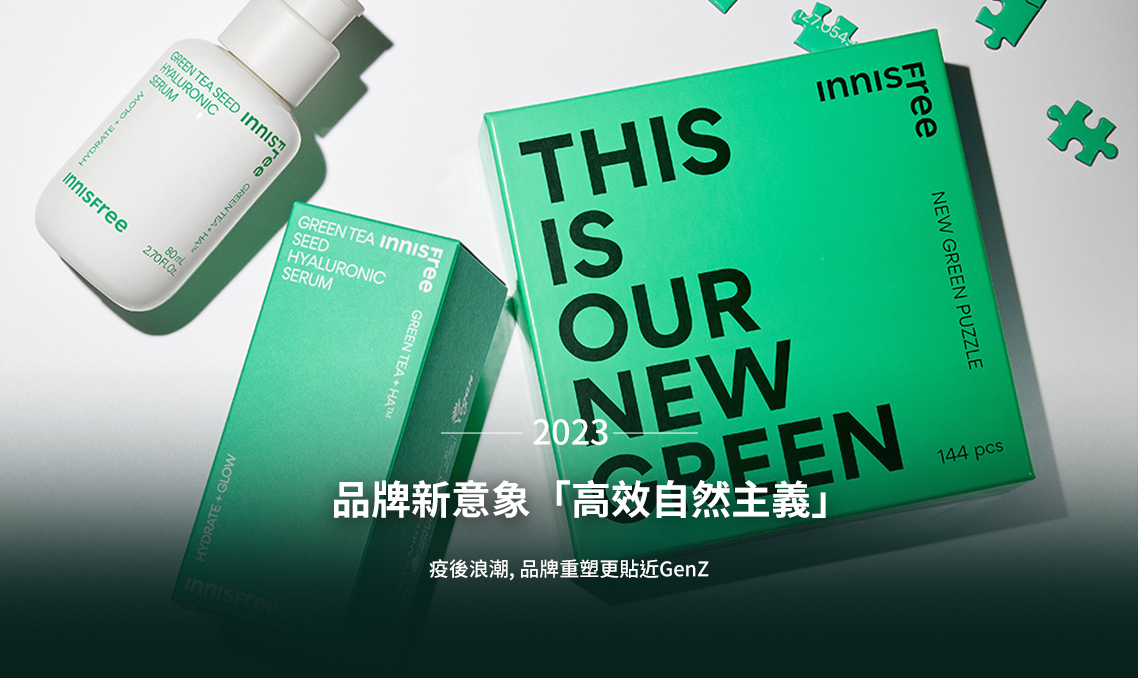 GREEN TEA SEED
HYALURONIC
SERUM
innisFree
HYDRATE + GLOW
innisFree
GREEN TEA + HA™
80mL
2.70 Fl.Oz.
GREEN TEA SEED
HYALURONIC
SERUM
innisFree
GREEN TEA + HA™
HYDRATE + GLOW
innisFree
innisFree
THIS
IS
OUR
NEW
GREEN
NEW GREEN PUZZLE
144 pcs
2023
品牌新意象「高效自然主義」
疫後浪潮, 品牌重塑更貼近GenZ